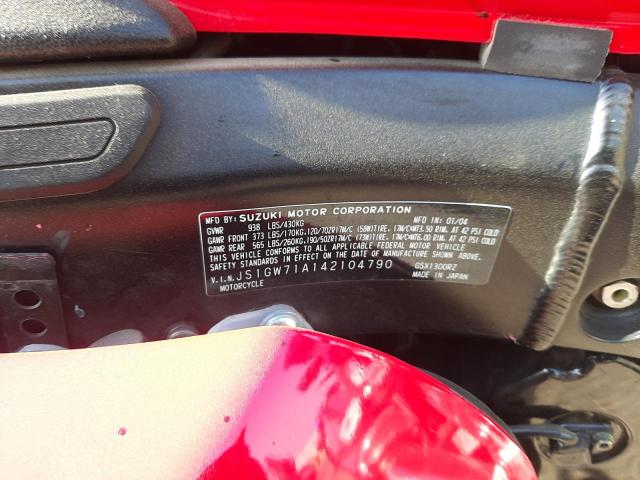 MFD BY: SUZUKI MOTOR CORPORATION MFD IN: 01/04
GVWR 938 LBS/430KG
GAWR FRONT 373 LBS/170KG,120/70ZR17M/C (58W)TIRE, 17M/C×MT3.50 RIM, AT 42 PSI COLD
GAWR REAR 565 LBS/260KG,190/50ZR17M/C (73W)TIRE, 17M/C×MT6.00 RIM, AT 42 PSI COLD
THIS VEHICLE CONFORMS TO ALL APPLICABLE FEDERAL MOTOR VEHICLE
SAFETY STANDARDS IN EFFECT ON THE DATE OF MANUFACTURE SHOWN ABOVE.
V.I.N. JS1GW71A142104790 GSX1300RZ
MOTORCYCLE MADE IN JAPAN